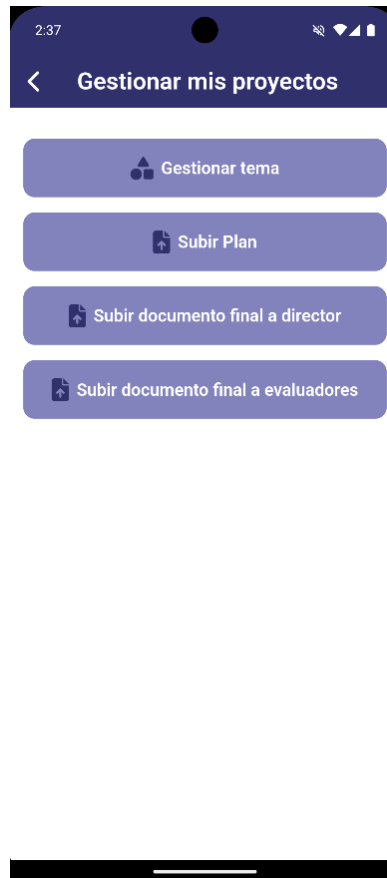 2:37
Gestionar mis proyectos
Gestionar tema
Subir Plan
Subir documento final a director
Subir documento final a evaluadores